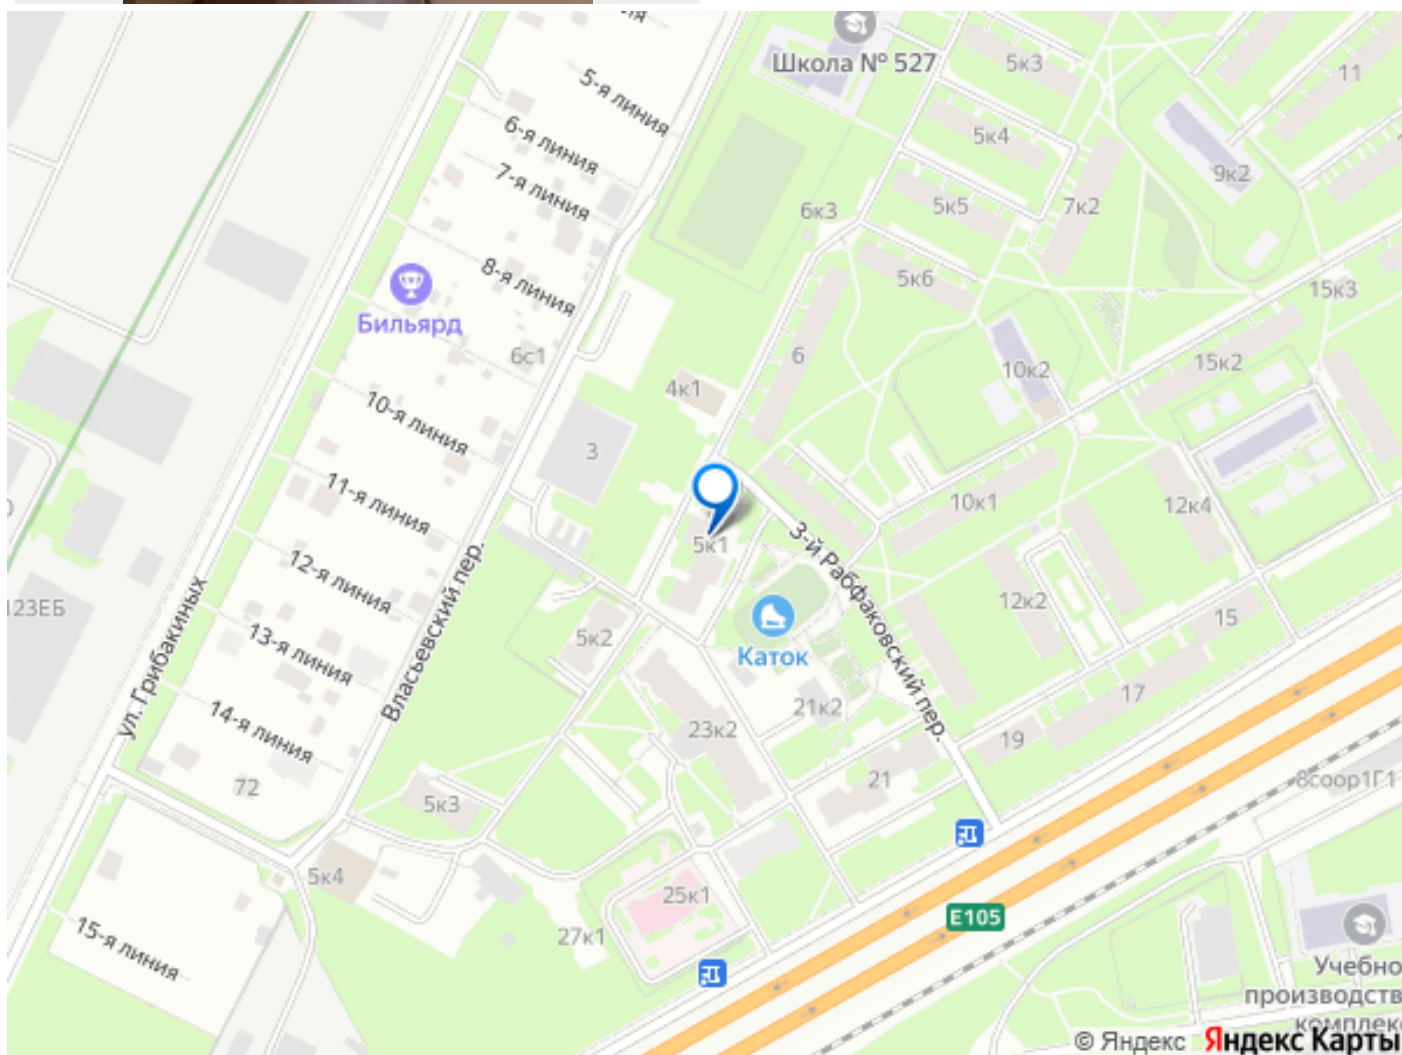 Школа № 527
5к3
11
5-я линия
6-я линия
5к4
9к2
7-я линия
6к3
5к5
7к2
8-я линия
5к6
15к3
Бильярд
6с1
6
10к2
15к2
4к1
10-я линия
3
11-я линия
10к1
12к4
5к1
3-й Рабфаковский пер.
12-я линия
123ЕБ
12к2
15
ул. Грибакиных
Власьевский пер.
13-я линия
5к2
Каток
17
14-я линия
23к2
21к2
19
72
5к3
21
8соор1Г1
5к4
25к1
E105
15-я линия
27к1
Учебно
производств
комплекс
© Яндекс Яндекс Карты